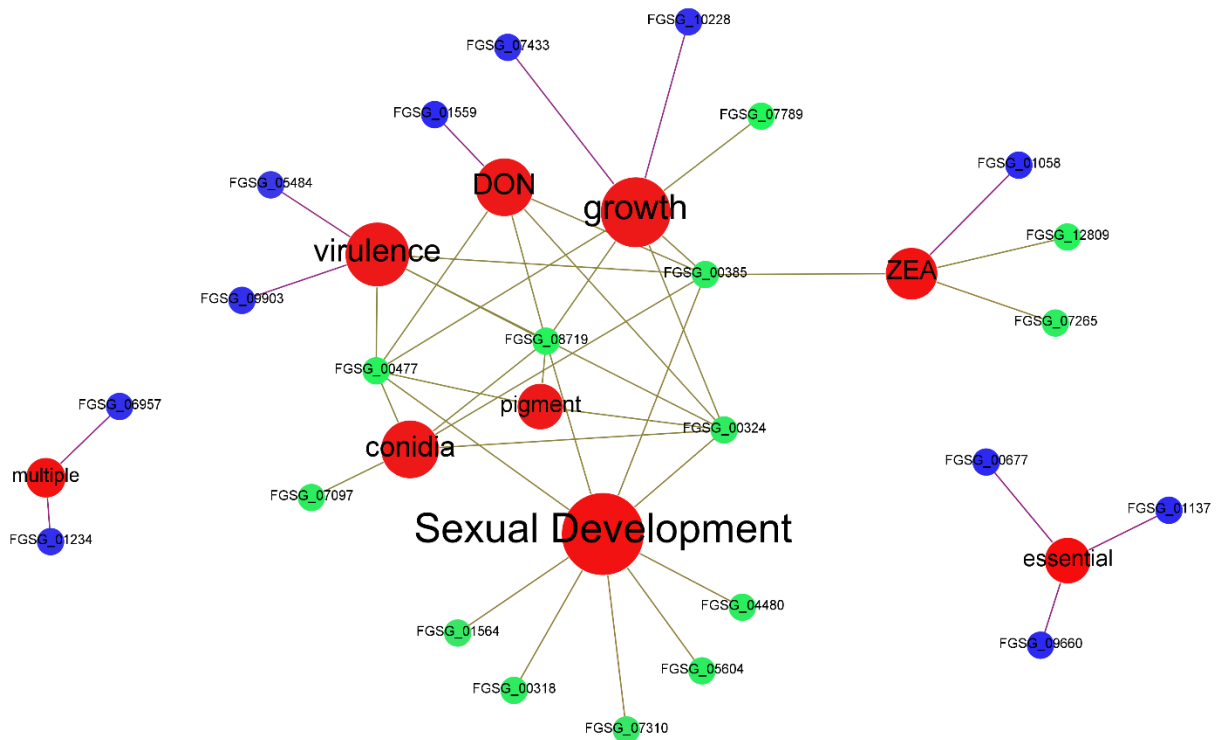 FGSG_10228
FGSG_07433
FGSG_01559
FGSG_07789
FGSG_01058
FGSG_05484
DON
growth
virulence
FGSG_12809
FGSG_00385
ZEA
FGSG_09903
FGSG_07265
FGSG_08719
FGSG_00477
pigment
FGSG_06957
FGSG_00324
conidia
FGSG_00677
multiple
FGSG_07097
FGSG_01137
Sexual Development
FGSG_01234
essential
FGSG_04480
FGSG_01564
FGSG_09660
FGSG_05604
FGSG_00318
FGSG_07310